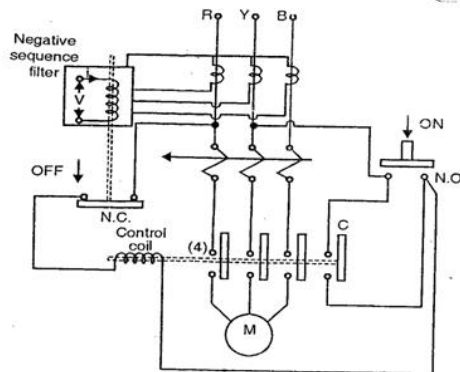 R Y B
Negative
sequence
filter
I
V
ON
OFF
N.O
N.C.
Control
coil
(4)
C
M